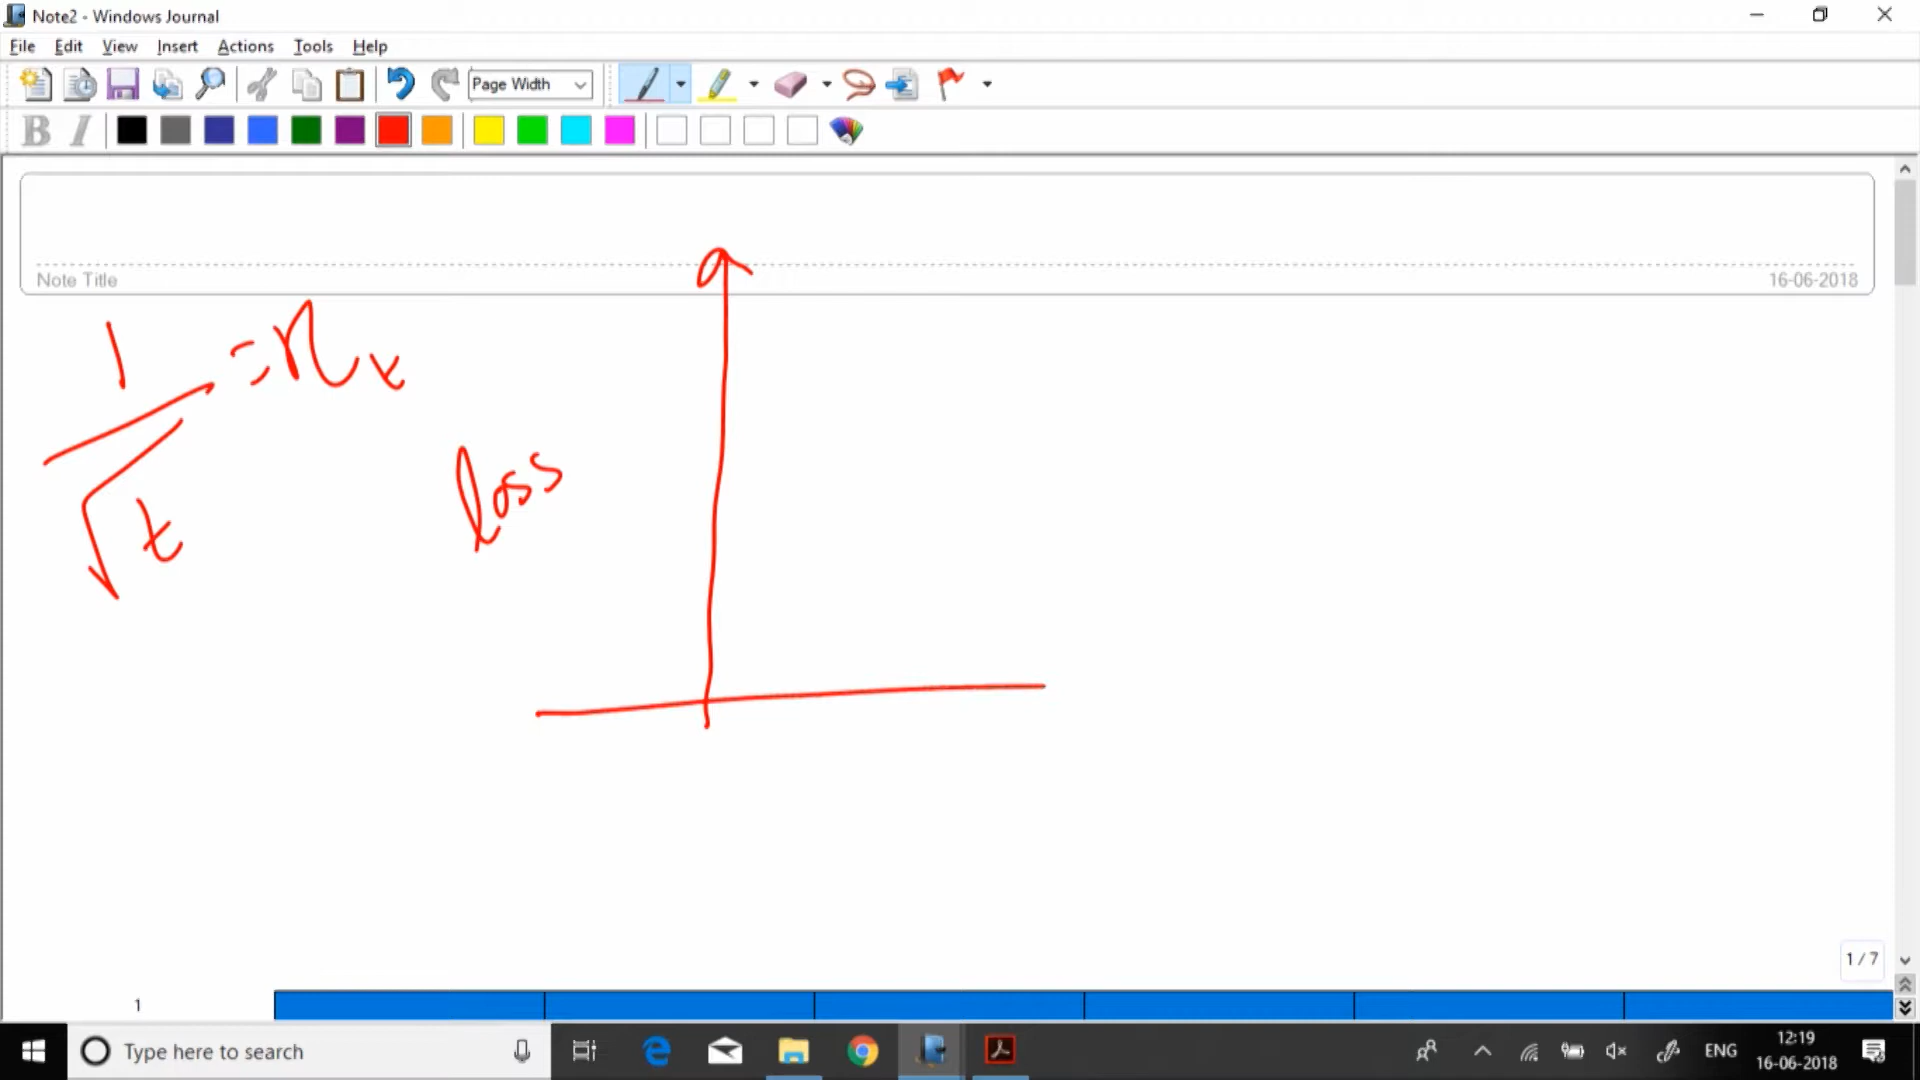 Note2 - Windows Journal
File Edit View Insert Actions Tools Help
Page Width
B I
Note Title 16-06-2018
1
√t
loss
1 / 7
1
Type here to search
ENG
12:19
16-06-2018